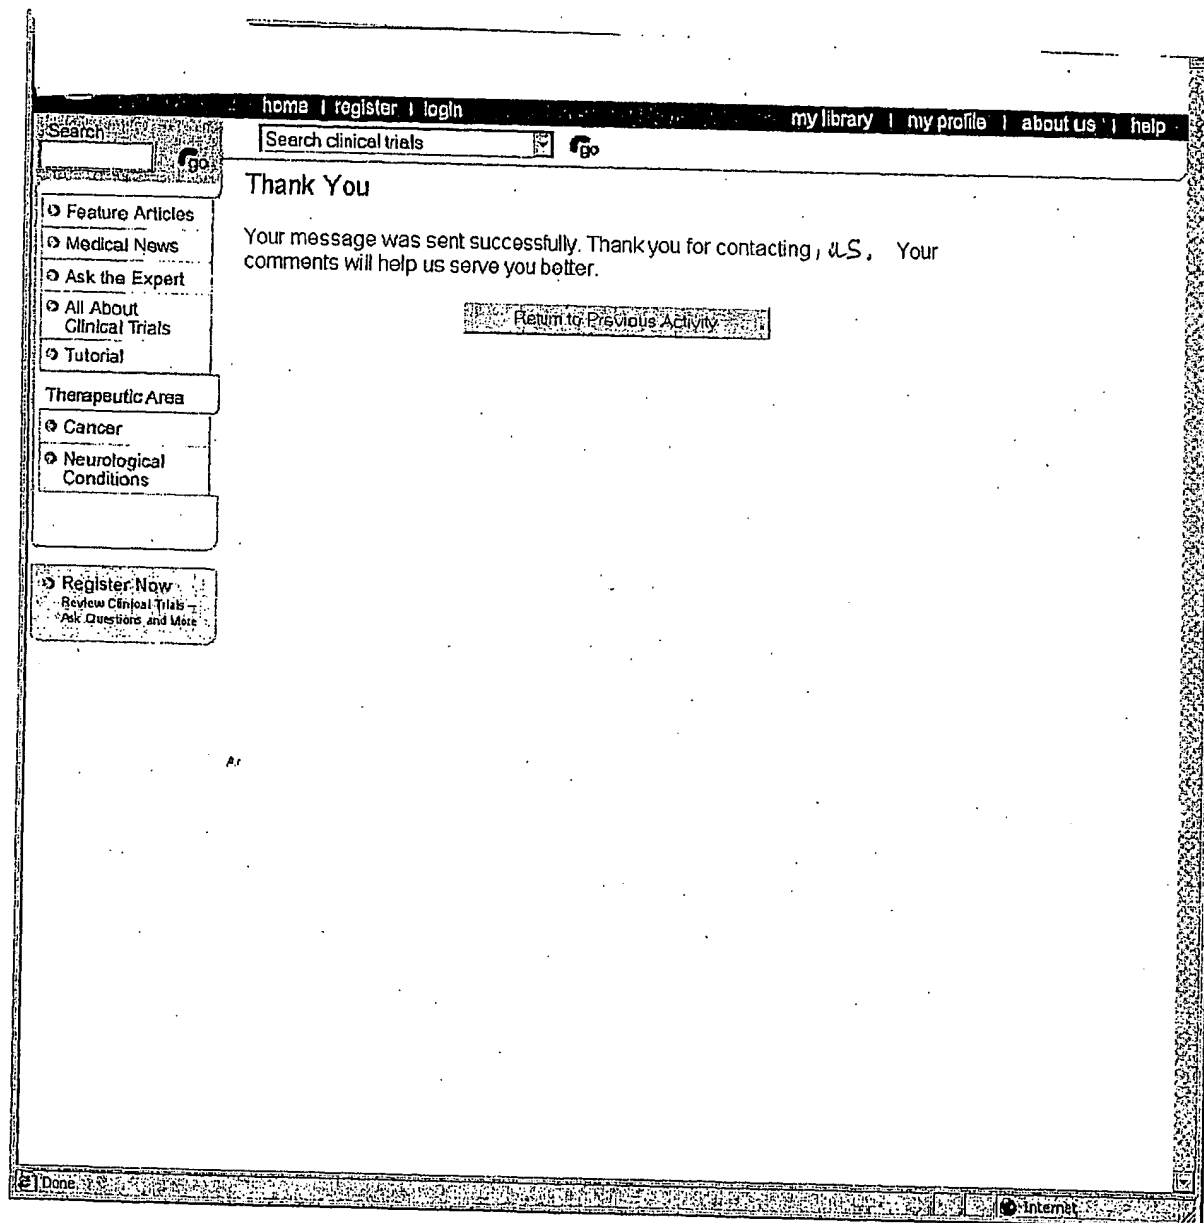 home | register | login
my library | my profile | about us | help
Search
go
Search clinical trials
go
Thank You
Feature Articles
Medical News
Ask the Expert
All About
Clinical Trials
Tutorial
Therapeutic Area
Cancer
Neurological
Conditions
Register Now
Review Clinical Trials –
Ask Questions and More
Your message was sent successfully. Thank you for contacting, us. Your
comments will help us serve you better.
Return to Previous Activity
Done
Internet